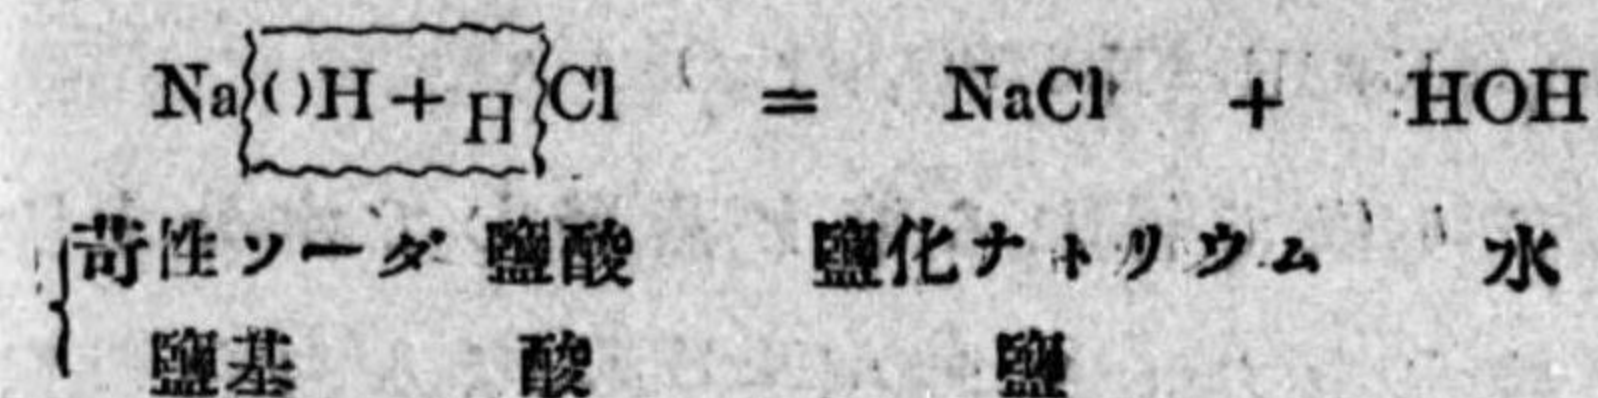 NaOH + HCl = NaCl + HOH
苛性ソーダ 鹽酸 鹽化ナトリウム 水
鹽基 酸 鹽